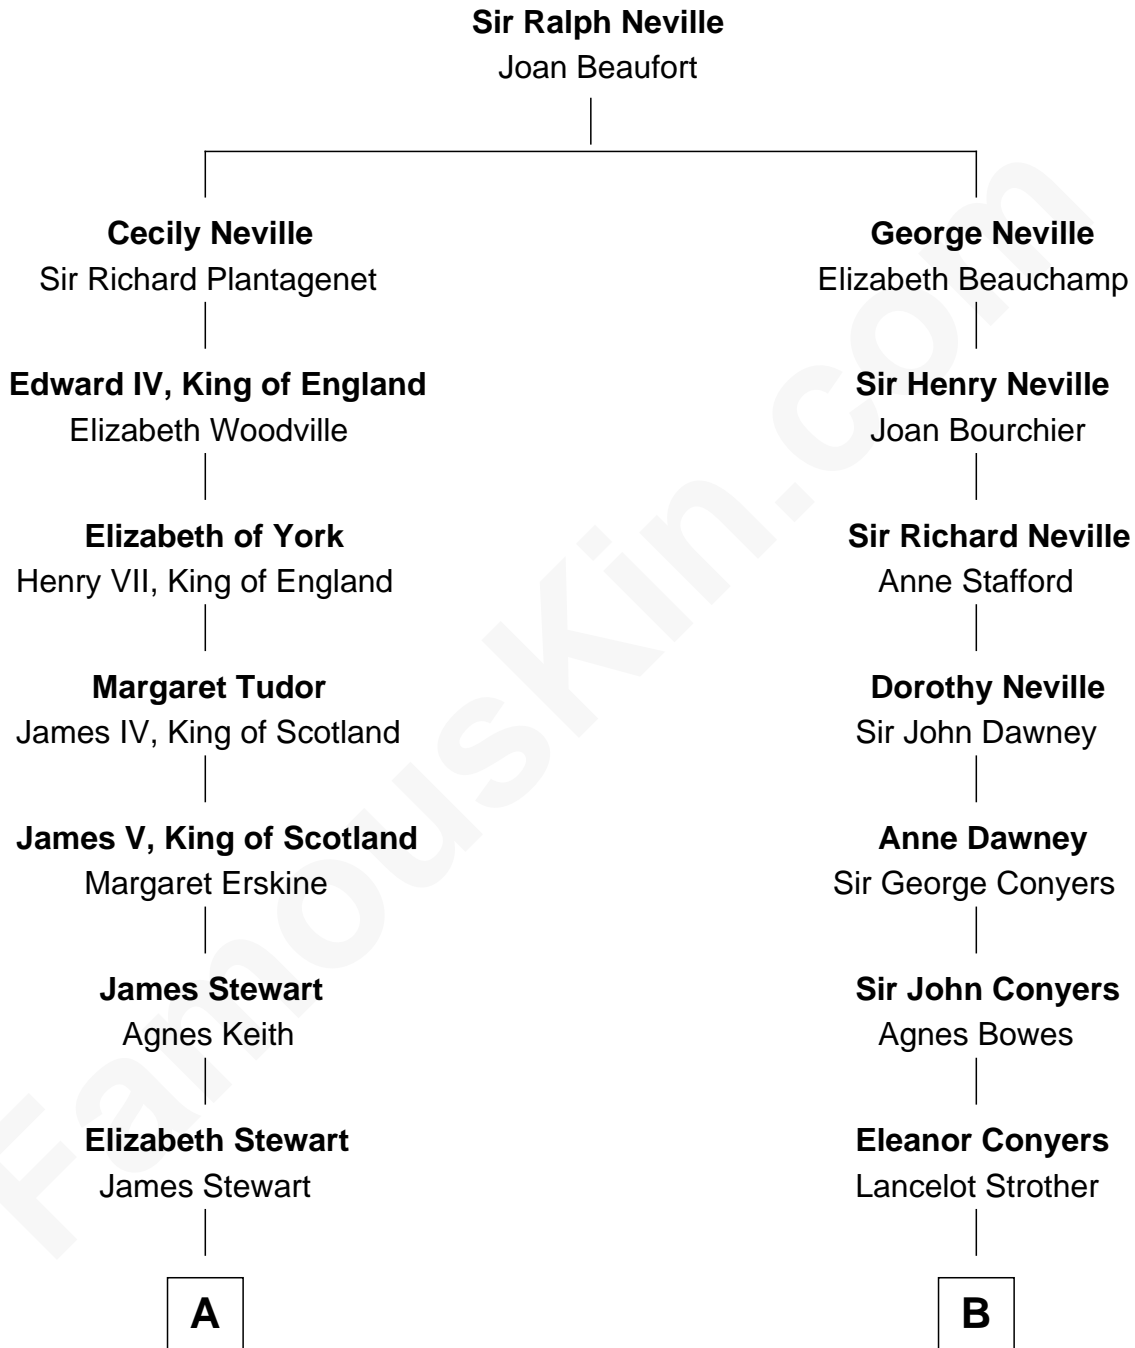 Sir Ralph Neville
Joan Beaufort
Cecily Neville
Sir Richard Plantagenet
George Neville
Elizabeth Beauchamp
Edward IV, King of England
Elizabeth Woodville
Sir Henry Neville
Joan Bourchier
Elizabeth of York
Henry VII, King of England
Sir Richard Neville
Anne Stafford
Margaret Tudor
James IV, King of Scotland
Dorothy Neville
Sir John Dawney
James V, King of Scotland
Margaret Erskine
Anne Dawney
Sir George Conyers
James Stewart
Agnes Keith
Sir John Conyers
Agnes Bowes
Elizabeth Stewart
James Stewart
Eleanor Conyers
Lancelot Strother
A
B
FamousKin.com